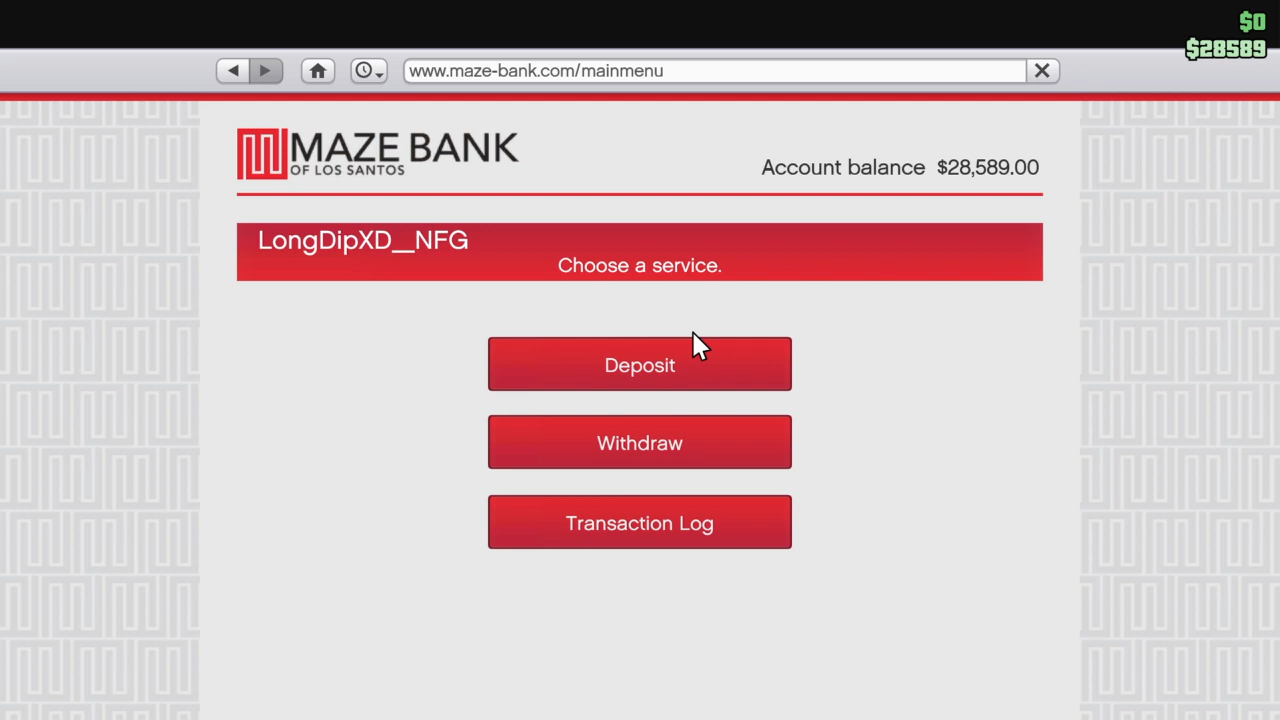 $0
$28589
www.maze-bank.com/mainmenu
MAZE BANK
OF LOS SANTOS
Account balance $28,589.00
LongDipXD__NFG
Choose a service.
Deposit
Withdraw
Transaction Log